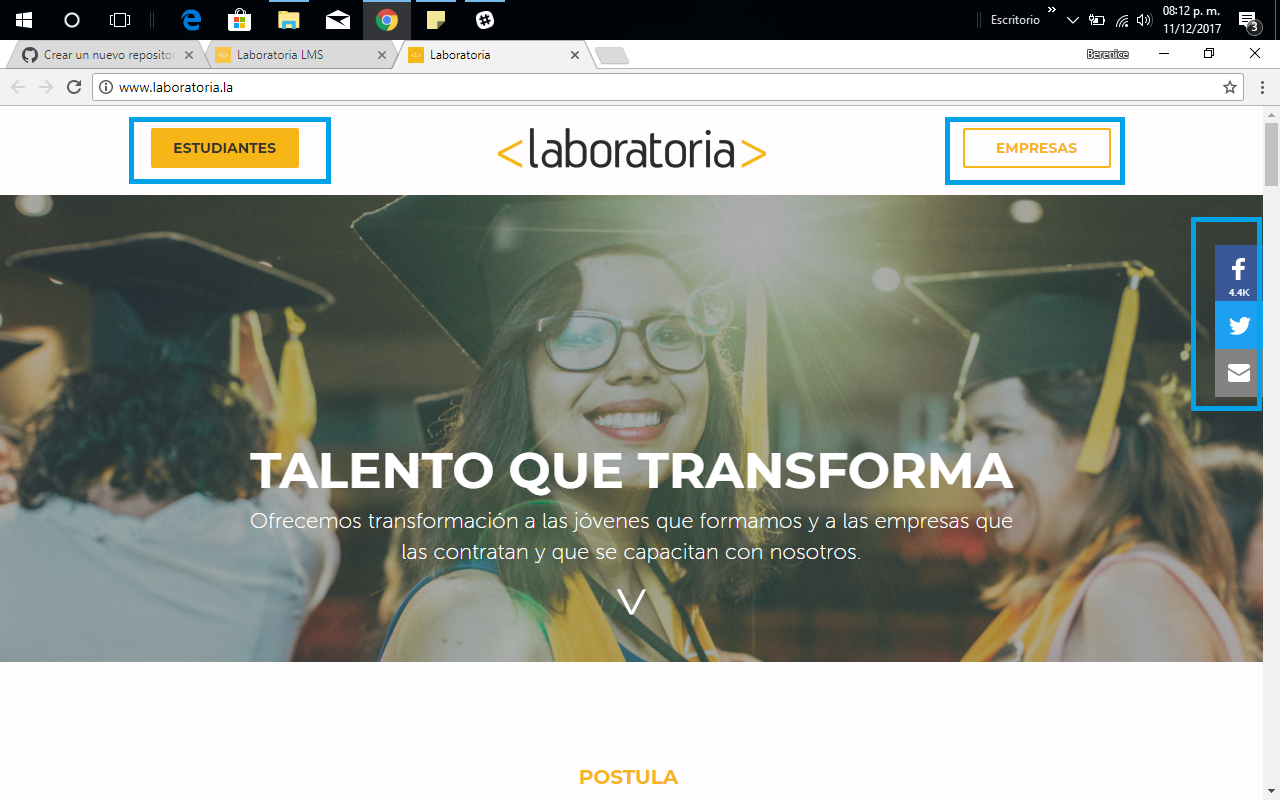 Escritorio
»
08:12 p. m.
11/12/2017
3
Crear un nuevo repositor
Laboratoria LMS
Laboratoria
Berenice
www.laboratoria.la
ESTUDIANTES
<laboratoria>
EMPRESAS
4.4K
TALENTO QUE TRANSFORMA
Ofrecemos transformación a las jóvenes que formamos y a las empresas que
las contratan y que se capacitan con nosotros.
POSTULA